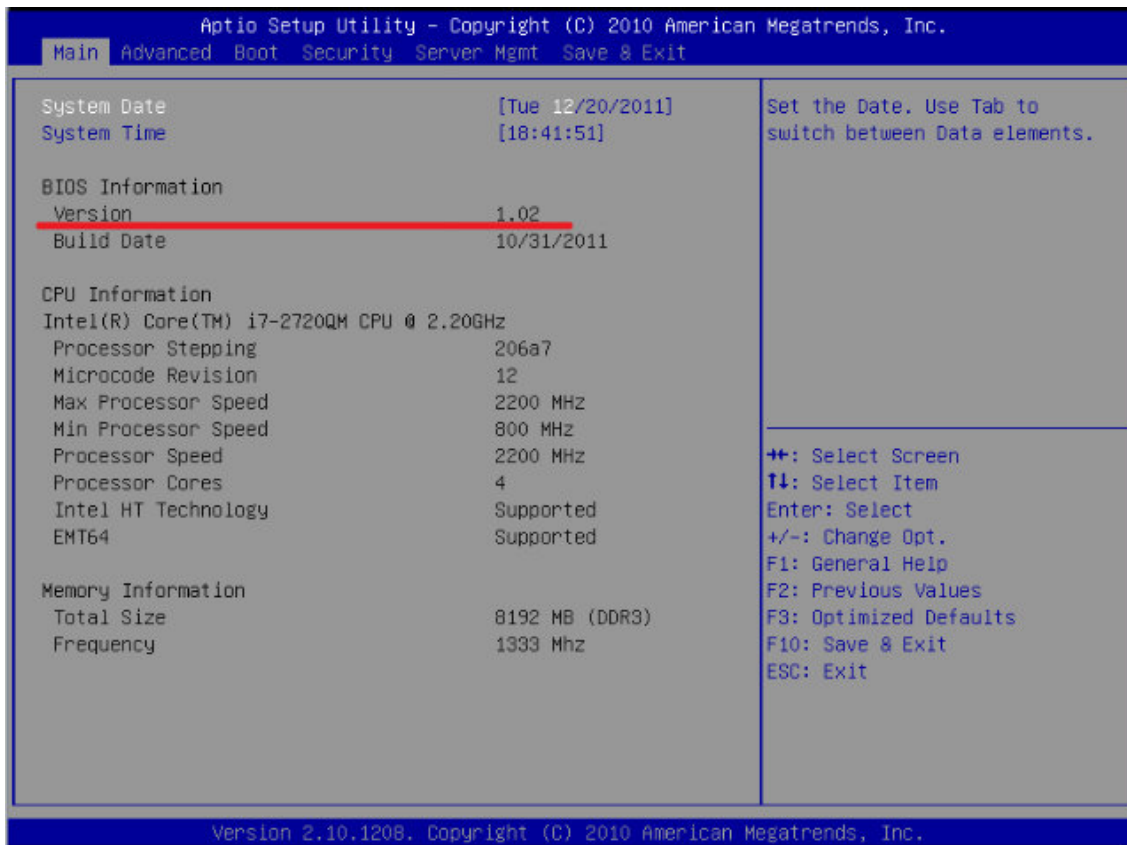 Aptio Setup Utility - Copyright (C) 2010 American Megatrends, Inc.
Main Advanced Boot Security Server Mgmt Save & Exit
System Date [Tue 12/20/2011]
System Time [18:41:51]
BIOS Information
Version 1.02
Build Date 10/31/2011
CPU Information
Intel(R) Core(TM) i7-2720QM CPU @ 2.20GHz
Processor Stepping 206a7
Microcode Revision 12
Max Processor Speed 2200 MHz
Min Processor Speed 800 MHz
Processor Speed 2200 MHz
Processor Cores 4
Intel HT Technology Supported
EMT64 Supported
Memory Information
Total Size 8192 MB (DDR3)
Frequency 1333 Mhz
Set the Date. Use Tab to
switch between Data elements.
→←: Select Screen
↑↓: Select Item
Enter: Select
+/-: Change Opt.
F1: General Help
F2: Previous Values
F3: Optimized Defaults
F10: Save & Exit
ESC: Exit
Version 2.10.1208. Copyright (C) 2010 American Megatrends, Inc.